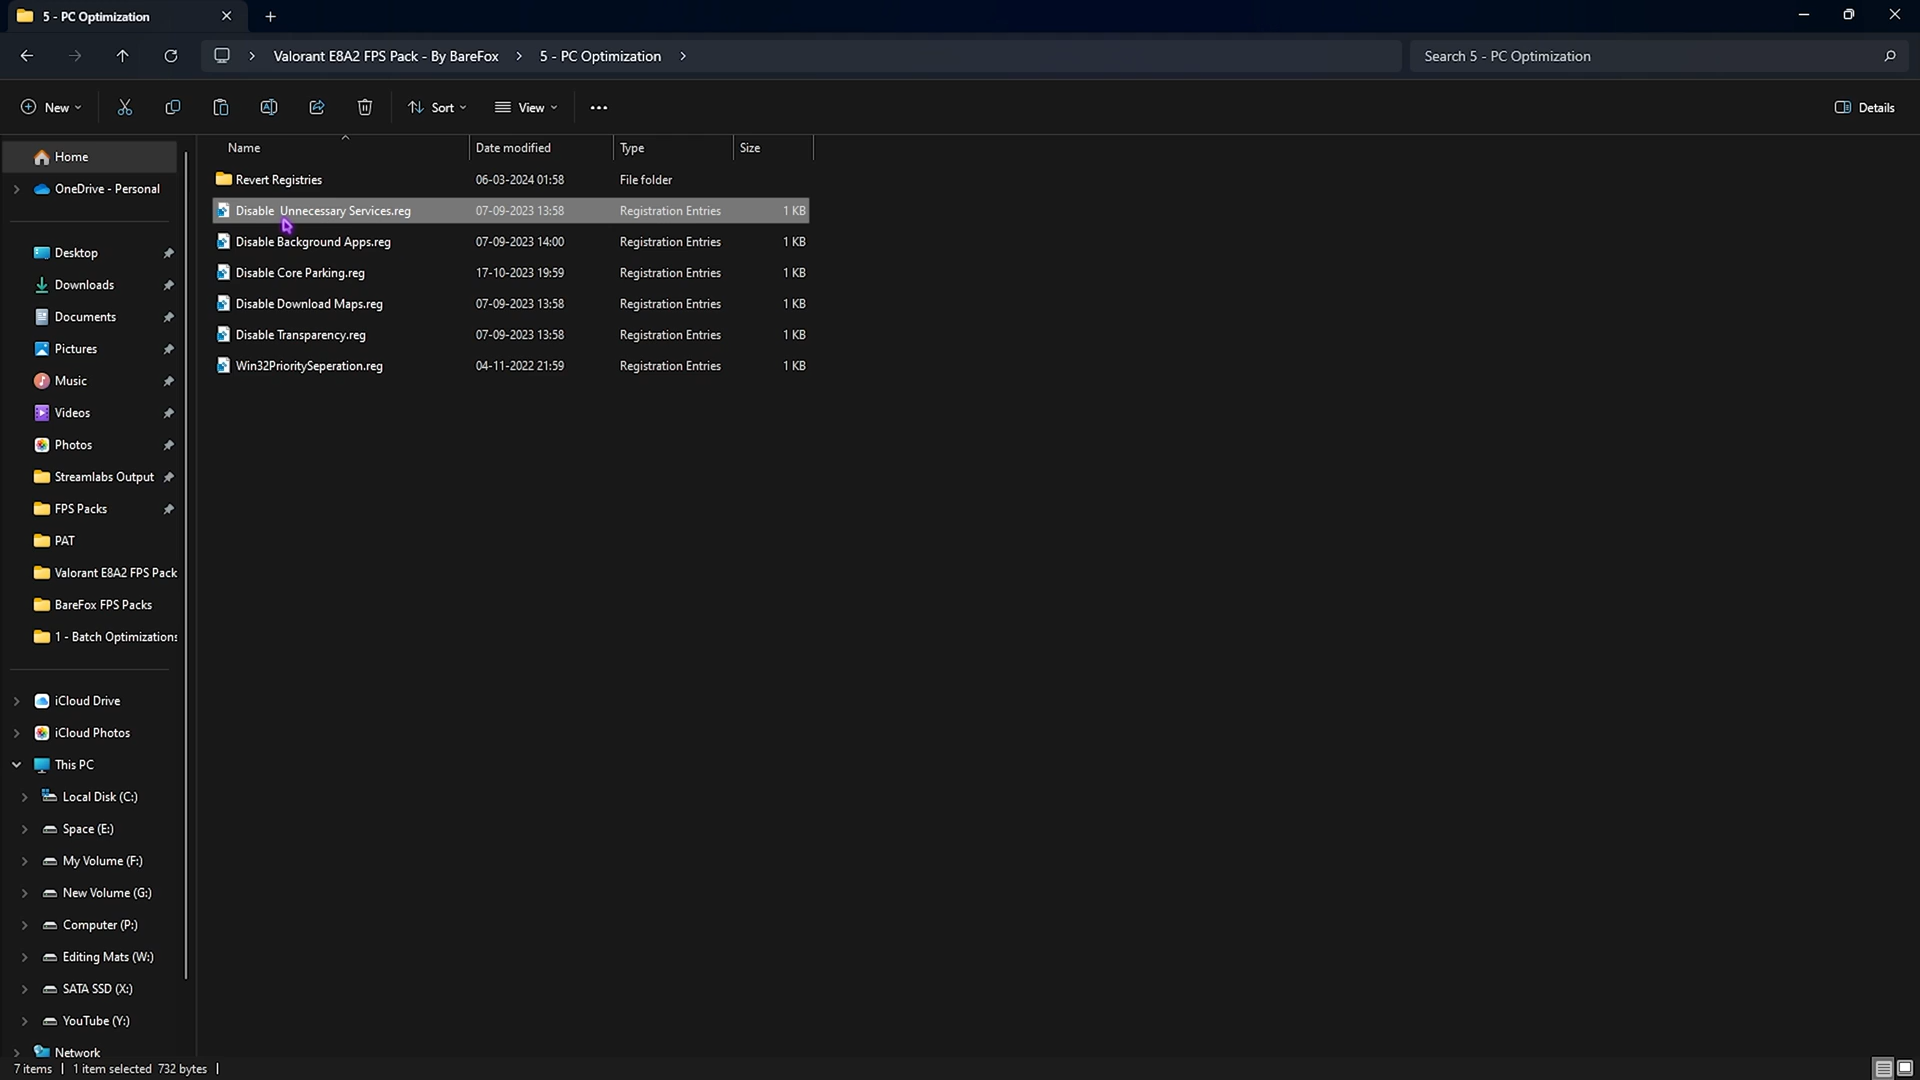 5 - PC Optimization
Valorant E8A2 FPS Pack - By BareFox
5 - PC Optimization
Search 5 - PC Optimization
New
Sort
View
Details
Name
Date modified
Type
Size
Home
OneDrive - Personal
Desktop
Downloads
Documents
Pictures
Music
Videos
Photos
Streamlabs Output
FPS Packs
PAT
Valorant E8A2 FPS Pack
BareFox FPS Packs
1 - Batch Optimizations
iCloud Drive
iCloud Photos
This PC
Local Disk (C:)
Space (E:)
My Volume (F:)
New Volume (G:)
Computer (P:)
Editing Mats (W:)
SATA SSD (X:)
YouTube (Y:)
Network
Revert Registries 06-03-2024 01:58 File folder
Disable  Unnecessary Services.reg 07-09-2023 13:58 Registration Entries 1 KB
Disable Background Apps.reg 07-09-2023 14:00 Registration Entries 1 KB
Disable Core Parking.reg 17-10-2023 19:59 Registration Entries 1 KB
Disable Download Maps.reg 07-09-2023 13:58 Registration Entries 1 KB
Disable Transparency.reg 07-09-2023 13:58 Registration Entries 1 KB
Win32PrioritySeperation.reg 04-11-2022 21:59 Registration Entries 1 KB
7 items 1 item selected 732 bytes